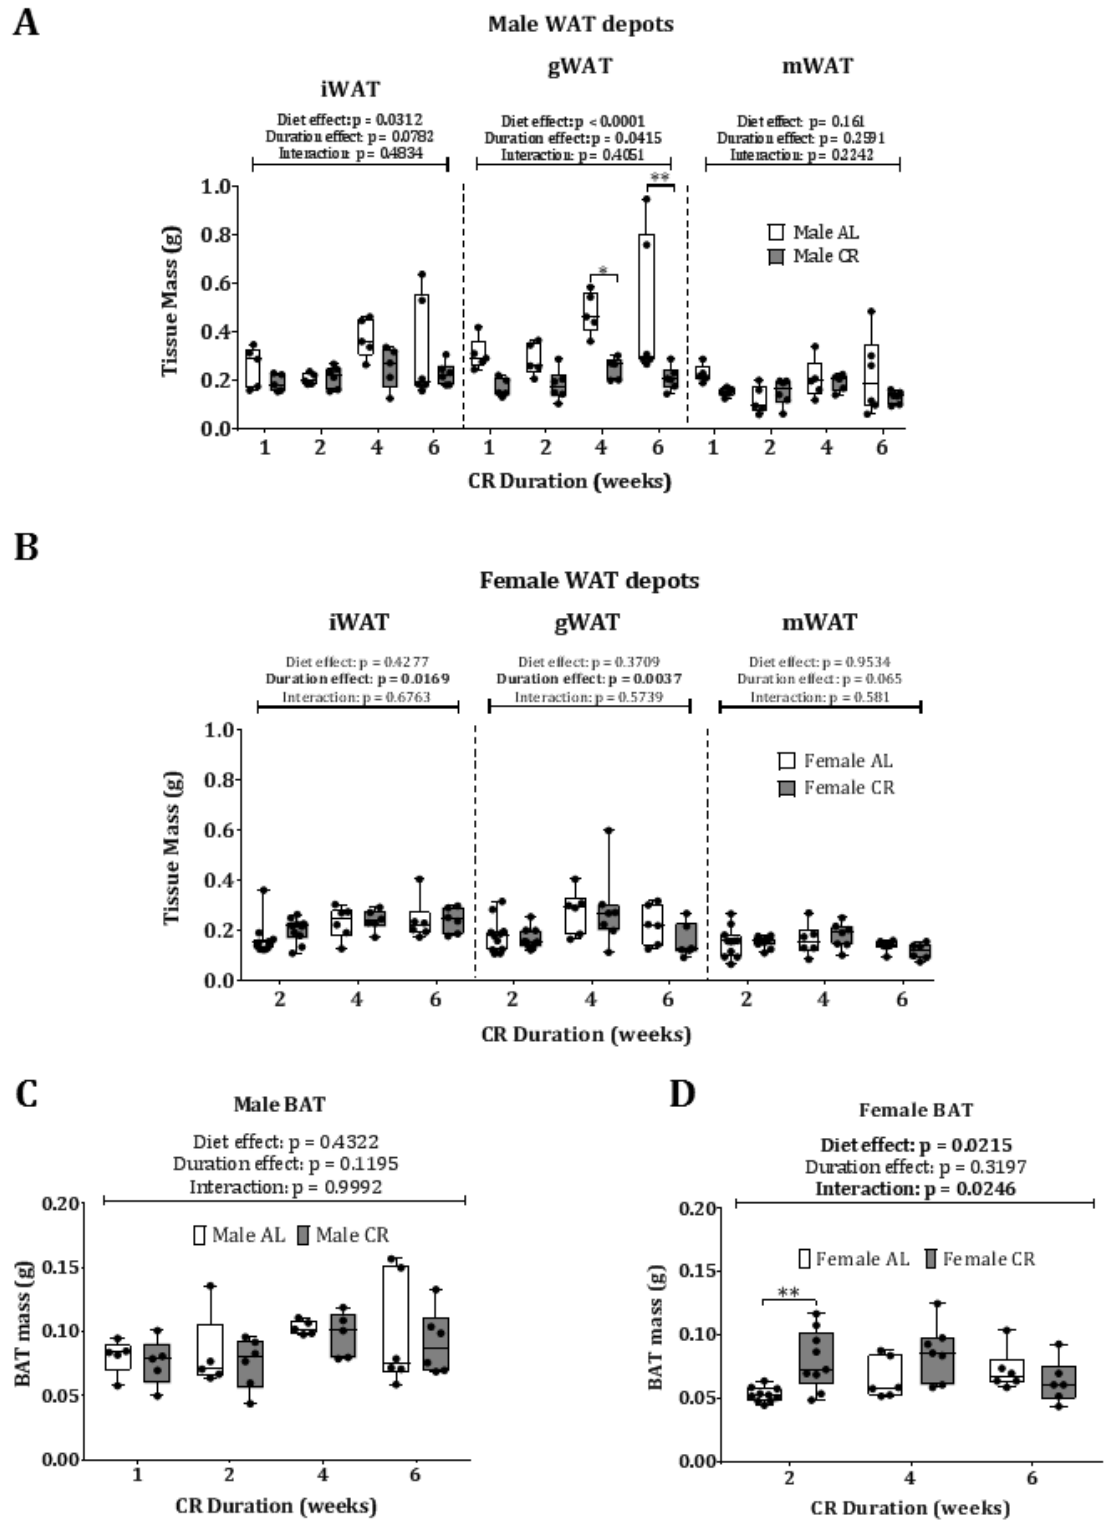 A
Male WAT depots
iWAT
gWAT
mWAT
Diet effect: p = 0.0312
Duration effect: p = 0.0782
Interaction: p = 0.4834
Diet effect: p < 0.0001
Duration effect: p = 0.0415
Interaction: p = 0.4051
Diet effect: p = 0.161
Duration effect: p = 0.2591
Interaction: p = 0.2242
Tissue Mass (g)
1.0
0.8
0.6
0.4
0.2
0.0
*
**
Male AL
Male CR
1 2 4 6 1 2 4 6 1 2 4 6
CR Duration (weeks)
B
Female WAT depots
iWAT
gWAT
mWAT
Diet effect: p = 0.4277
Duration effect: p = 0.0169
Interaction: p = 0.6763
Diet effect: p = 0.3709
Duration effect: p = 0.0037
Interaction: p = 0.5739
Diet effect: p = 0.9534
Duration effect: p = 0.065
Interaction: p = 0.581
Tissue Mass (g)
1.0
0.8
0.6
0.4
0.2
0.0
Female AL
Female CR
2 4 6 2 4 6 2 4 6
CR Duration (weeks)
C
Male BAT
Diet effect: p = 0.4322
Duration effect: p = 0.1195
Interaction: p = 0.9992
BAT mass (g)
0.20
0.15
0.10
0.05
0.00
Male AL Male CR
1 2 4 6
CR Duration (weeks)
D
Female BAT
Diet effect: p = 0.0215
Duration effect: p = 0.3197
Interaction: p = 0.0246
BAT mass (g)
0.20
0.15
0.10
0.05
0.00
Female AL Female CR
**
2 4 6
CR Duration (weeks)